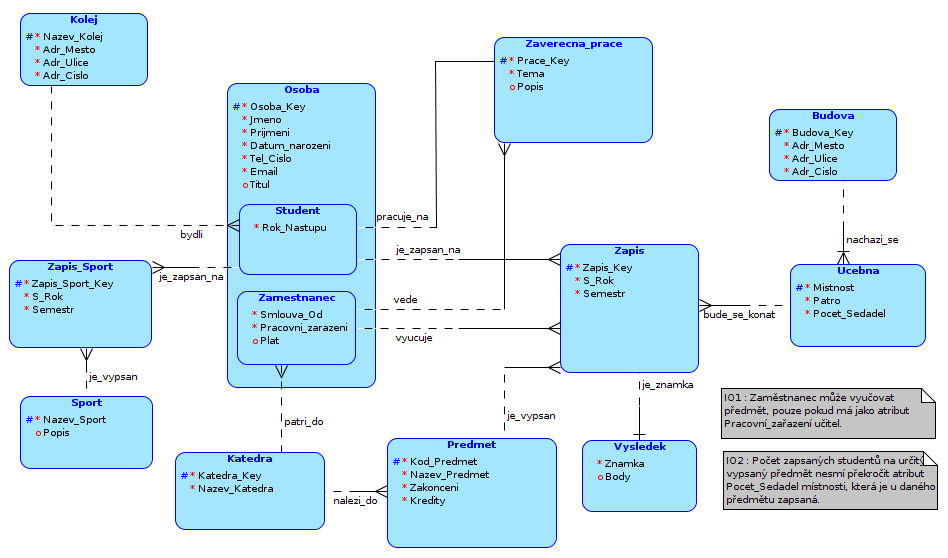 Kolej
#* Nazev_Kolej
* Adr_Mesto
* Adr_Ulice
* Adr_Cislo
Osoba
#* Osoba_Key
* Jmeno
* Prijmeni
* Datum_narozeni
* Tel_Cislo
* Email
o Titul
Student
* Rok_Nastupu
Zamestnanec
* Smlouva_Od
* Pracovni_zarazeni
o Plat
Zaverecna_prace
#* Prace_Key
* Tema
o Popis
Budova
#* Budova_Key
* Adr_Mesto
* Adr_Ulice
* Adr_Cislo
bydli
pracuje_na
je_zapsan_na
je_zapsan_na
vede
vyucuje
nachazi_se
Zapis_Sport
#* Zapis_Sport_Key
* S_Rok
* Semestr
Zapis
#* Zapis_Key
* S_Rok
* Semestr
Ucebna
#* Mistnost
* Patro
* Pocet_Sedadel
bude_se_konat
je_vypsan
je_znamka
Sport
#* Nazev_Sport
o Popis
patri_do
je_vypsan
Katedra
#* Katedra_Key
* Nazev_Katedra
nalezi_do
Predmet
#* Kod_Predmet
* Nazev_Predmet
* Zakonceni
* Kredity
Vysledek
* Znamka
o Body
IO1 : Zaměstnanec může vyučovat
předmět, pouze pokud má jako atribut
Pracovní_zařazení učitel.
IO2 : Počet zapsaných studentů na určitý
vypsaný předmět nesmí překročit atribut
Pocet_Sedadel místnosti, která je u daného
předmětu zapsaná.